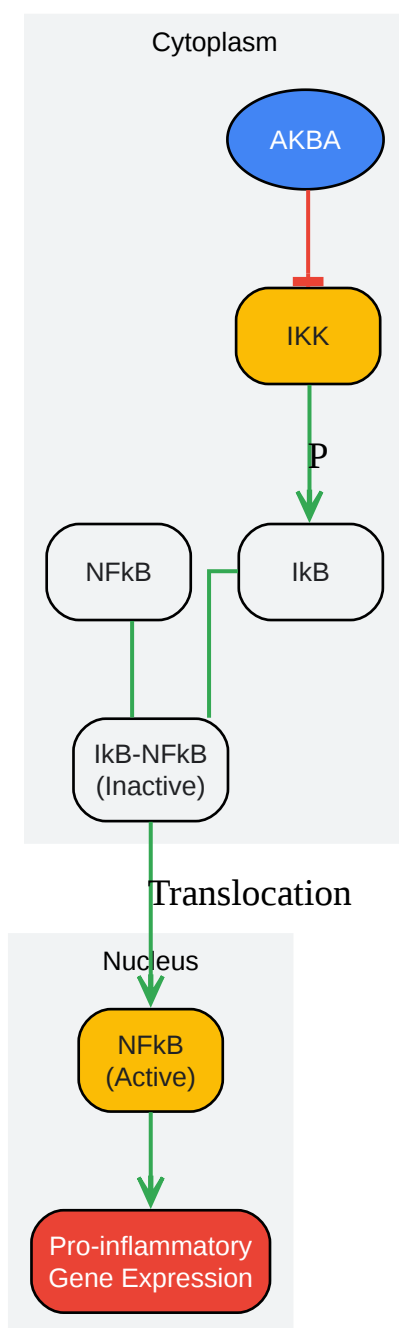 Cytoplasm
AKBA
IKK
P
NFkB
IkB
IkB-NFkB
(Inactive)
Translocation
Nucleus
NFkB
(Active)
Pro-inflammatory
Gene Expression